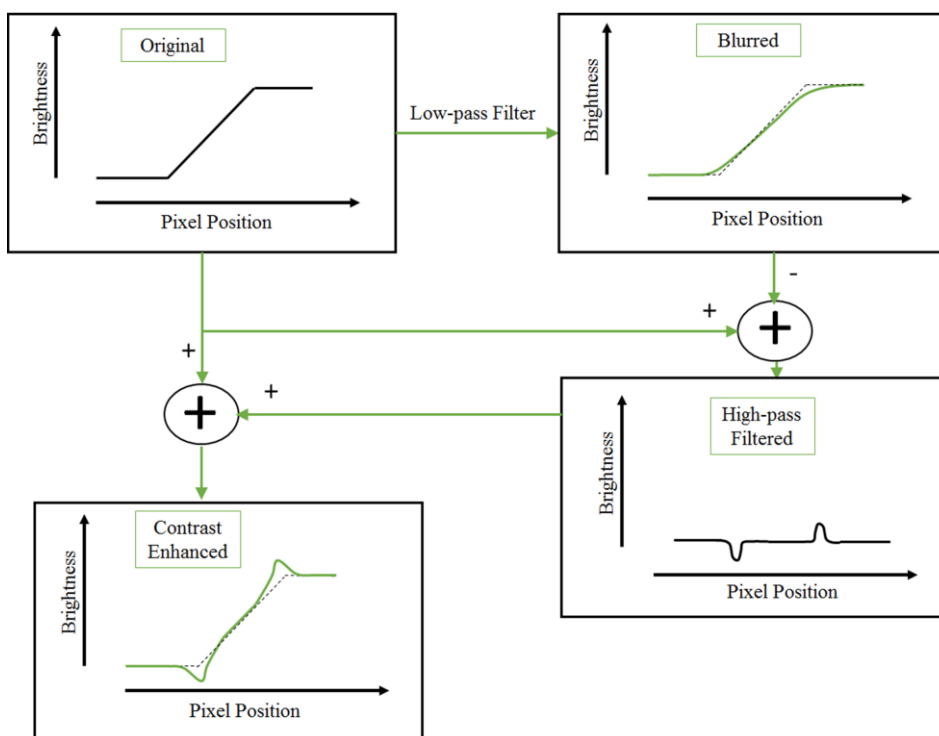 Original
Brightness
Pixel Position
Low-pass Filter
Blurred
Brightness
Pixel Position
-
+
+
+
+
+
High-pass
Filtered
Brightness
Pixel Position
Contrast
Enhanced
Brightness
Pixel Position